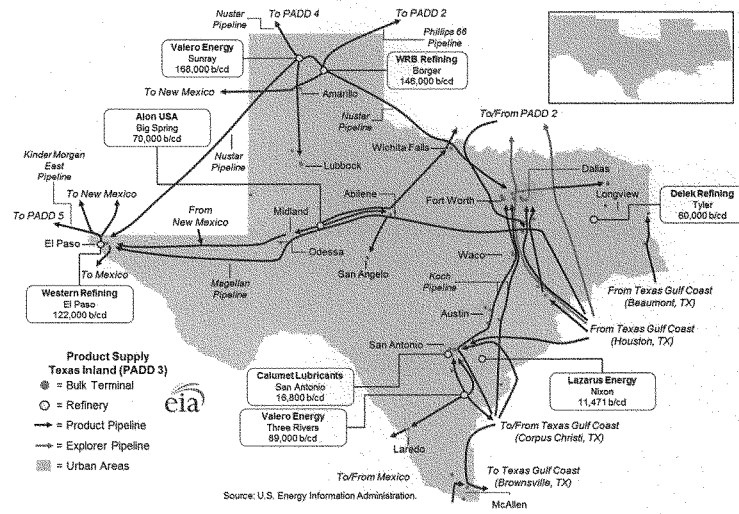 Nustar
Pipeline
To PADD 4
To PADD 2
Phillips 66
Pipeline
Valero Energy
Sunray
168,000 b/cd
WRB Refining
Borger
146,000 b/cd
To New Mexico
Amarillo
To/From PADD 2
Alon USA
Big Spring
70,000 b/cd
Nustar
Pipeline
Kinder Morgan
East
Pipeline
Nustar
Pipeline
Wichita Falls
Lubbock
Dallas
To New Mexico
Abilene
Longview
To PADD 5
From
New Mexico
Midland
Fort Worth
Delek Refining
Tyler
60,000 b/cd
El Paso
Odessa
Waco
To Mexico
Magellan
Pipeline
San Angelo
Koch
Pipeline
From Texas Gulf Coast
(Beaumont, TX)
Western Refining
El Paso
122,000 b/cd
Austin
From Texas Gulf Coast
(Houston, TX)
San Antonio
Product Supply
Texas Inland (PADD 3)
= Bulk Terminal
= Refinery
= Product Pipeline
= Explorer Pipeline
= Urban Areas
eia
Calumet Lubricants
San Antonio
16,800 b/cd
Lazarus Energy
Nixon
11,471 b/cd
Valero Energy
Three Rivers
89,000 b/cd
To/From Texas Gulf Coast
(Corpus Christi, TX)
Laredo
To/From Mexico
To Texas Gulf Coast
(Brownsville, TX)
Source: U.S. Energy Information Administration.
McAllen